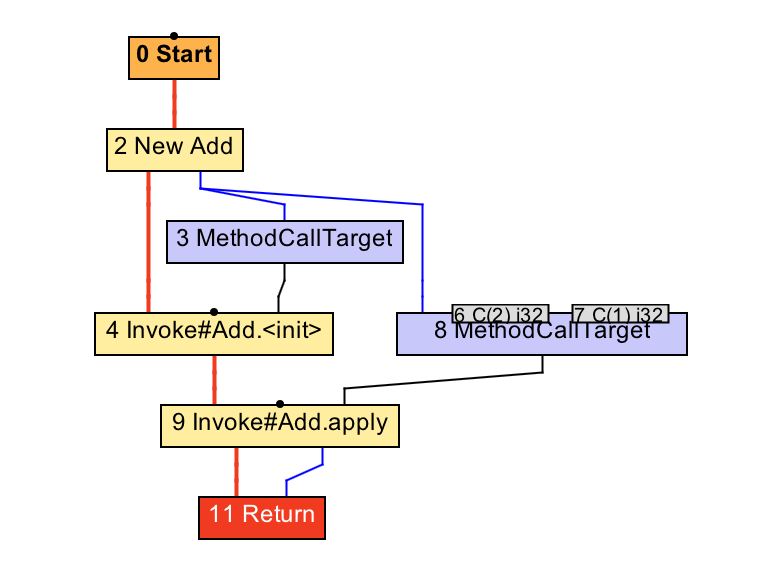 0 Start
2 New Add
3 MethodCallTarget
4 Invoke#Add.<init>
6 C(2) i32
7 C(1) i32
8 MethodCallTarget
9 Invoke#Add.apply
11 Return